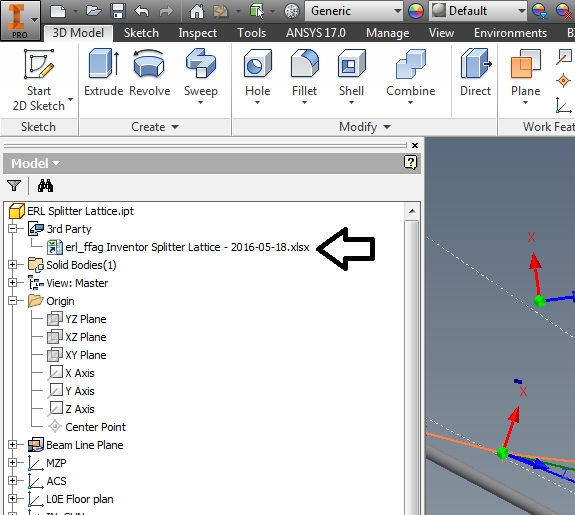 I
PRO
Generic
Default
3D Model Sketch Inspect Tools ANSYS 17.0 Manage View Environments
Start
2D Sketch
Extrude Revolve Sweep Hole Fillet Shell Combine Direct Plane
Sketch Create Modify Work Fea
Model
?
ERL Splitter Lattice.ipt
3rd Party
erl_ffag Inventor Splitter Lattice - 2016-05-18.xlsx
Solid Bodies(1)
View: Master
Origin
YZ Plane
XZ Plane
XY Plane
X Axis
Y Axis
Z Axis
Center Point
Beam Line Plane
MZP
ACS
L0E Floor plan
X
X